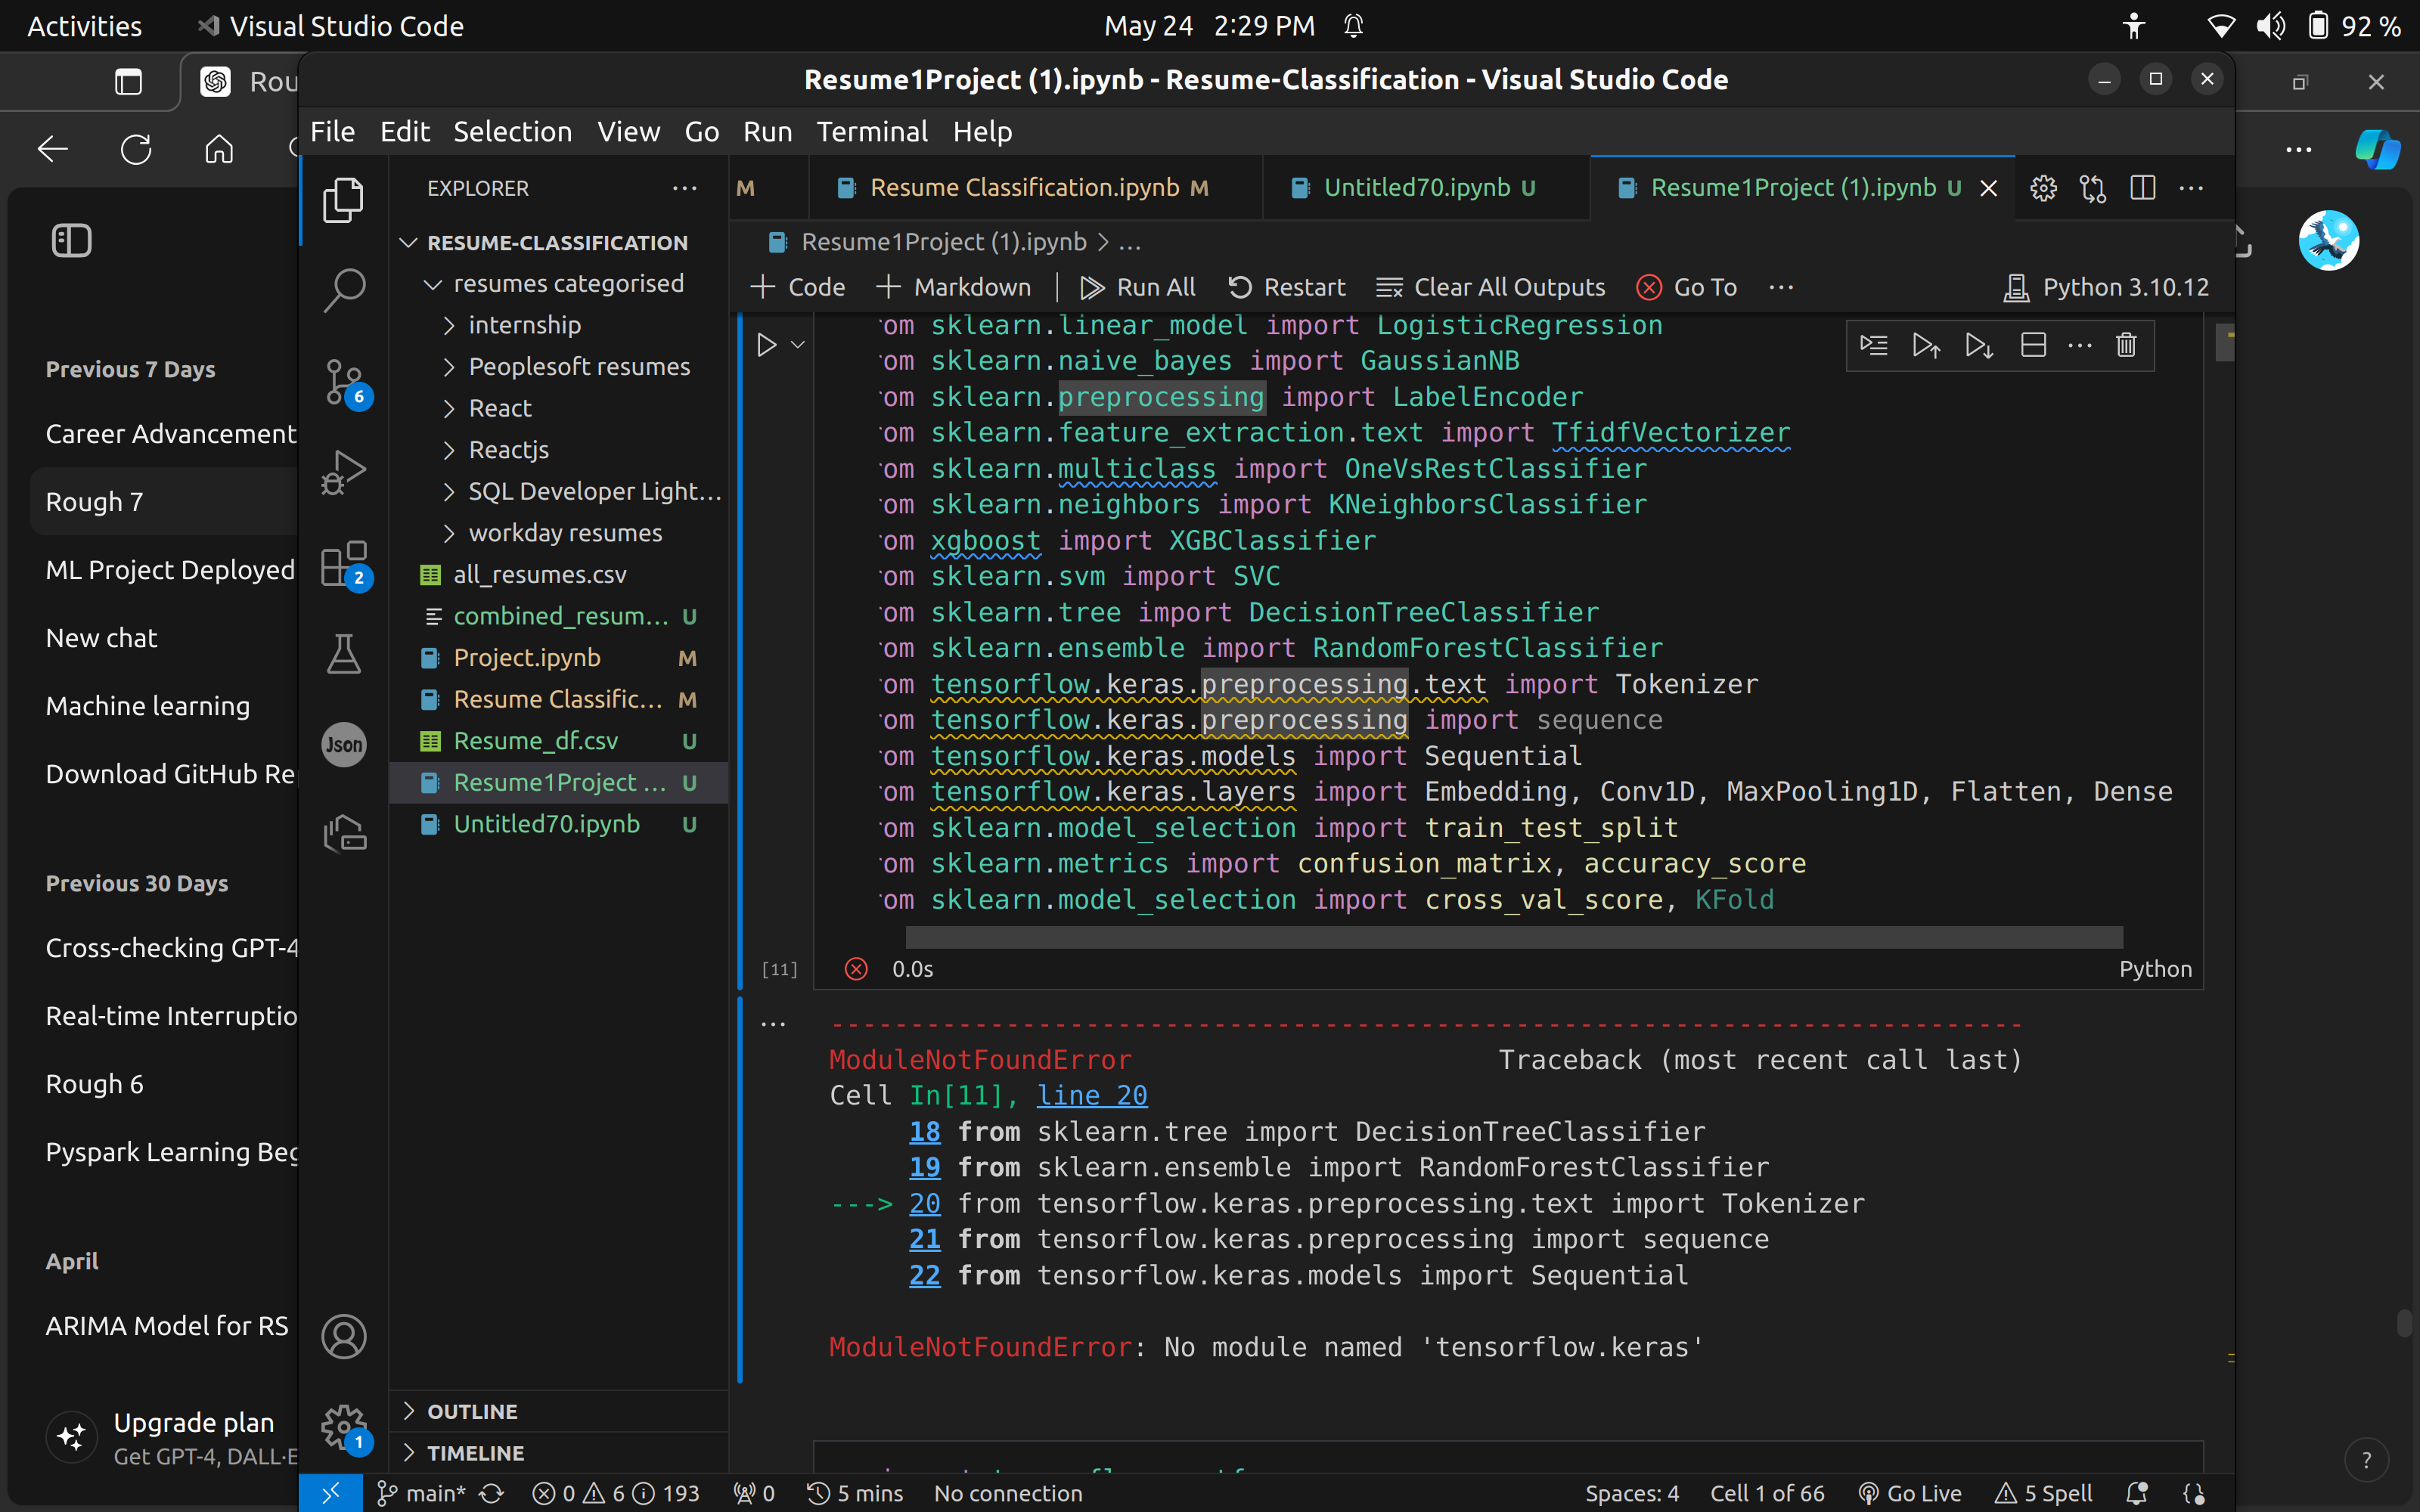 Activities
Visual Studio Code
May 24 2:29 PM
92 %
Rou
Resume1Project (1).ipynb - Resume-Classification - Visual Studio Code
File Edit Selection View Go Run Terminal Help
Previous 7 Days
Career Advancement
Rough 7
ML Project Deployed
New chat
Machine learning
Download GitHub Rep
Previous 30 Days
Cross-checking GPT-4
Real-time Interruptio
Rough 6
Pyspark Learning Beg
April
ARIMA Model for RS
Upgrade plan
Get GPT-4, DALL·E
6
2
Json
1
EXPLORER
RESUME-CLASSIFICATION
resumes categorised
internship
Peoplesoft resumes
React
Reactjs
SQL Developer Light...
workday resumes
all_resumes.csv
combined_resum... U
Project.ipynb M
Resume Classific... M
Resume_df.csv U
Resume1Project ... U
Untitled70.ipynb U
OUTLINE
TIMELINE
M
Resume Classification.ipynb M
Untitled70.ipynb U
Resume1Project (1).ipynb U
Resume1Project (1).ipynb > ...
Code
Markdown
Run All
Restart
Clear All Outputs
Go To
Python 3.10.12
om sklearn.linear_model import LogisticRegression
om sklearn.naive_bayes import GaussianNB
om sklearn.preprocessing import LabelEncoder
om sklearn.feature_extraction.text import TfidfVectorizer
om sklearn.multiclass import OneVsRestClassifier
om sklearn.neighbors import KNeighborsClassifier
om xgboost import XGBClassifier
om sklearn.svm import SVC
om sklearn.tree import DecisionTreeClassifier
om sklearn.ensemble import RandomForestClassifier
om tensorflow.keras.preprocessing.text import Tokenizer
om tensorflow.keras.preprocessing import sequence
om tensorflow.keras.models import Sequential
om tensorflow.keras.layers import Embedding, Conv1D, MaxPooling1D, Flatten, Dense
om sklearn.model_selection import train_test_split
om sklearn.metrics import confusion_matrix, accuracy_score
om sklearn.model_selection import cross_val_score, KFold
[11]
0.0s
Python
---------------------------------------------------------------------------
ModuleNotFoundError Traceback (most recent call last)
Cell In[11], line 20
18 from sklearn.tree import DecisionTreeClassifier
19 from sklearn.ensemble import RandomForestClassifier
---> 20 from tensorflow.keras.preprocessing.text import Tokenizer
21 from tensorflow.keras.preprocessing import sequence
22 from tensorflow.keras.models import Sequential
ModuleNotFoundError: No module named 'tensorflow.keras'
?
main*
0 6 193
0
5 mins
No connection
Spaces: 4
Cell 1 of 66
Go Live
5 Spell